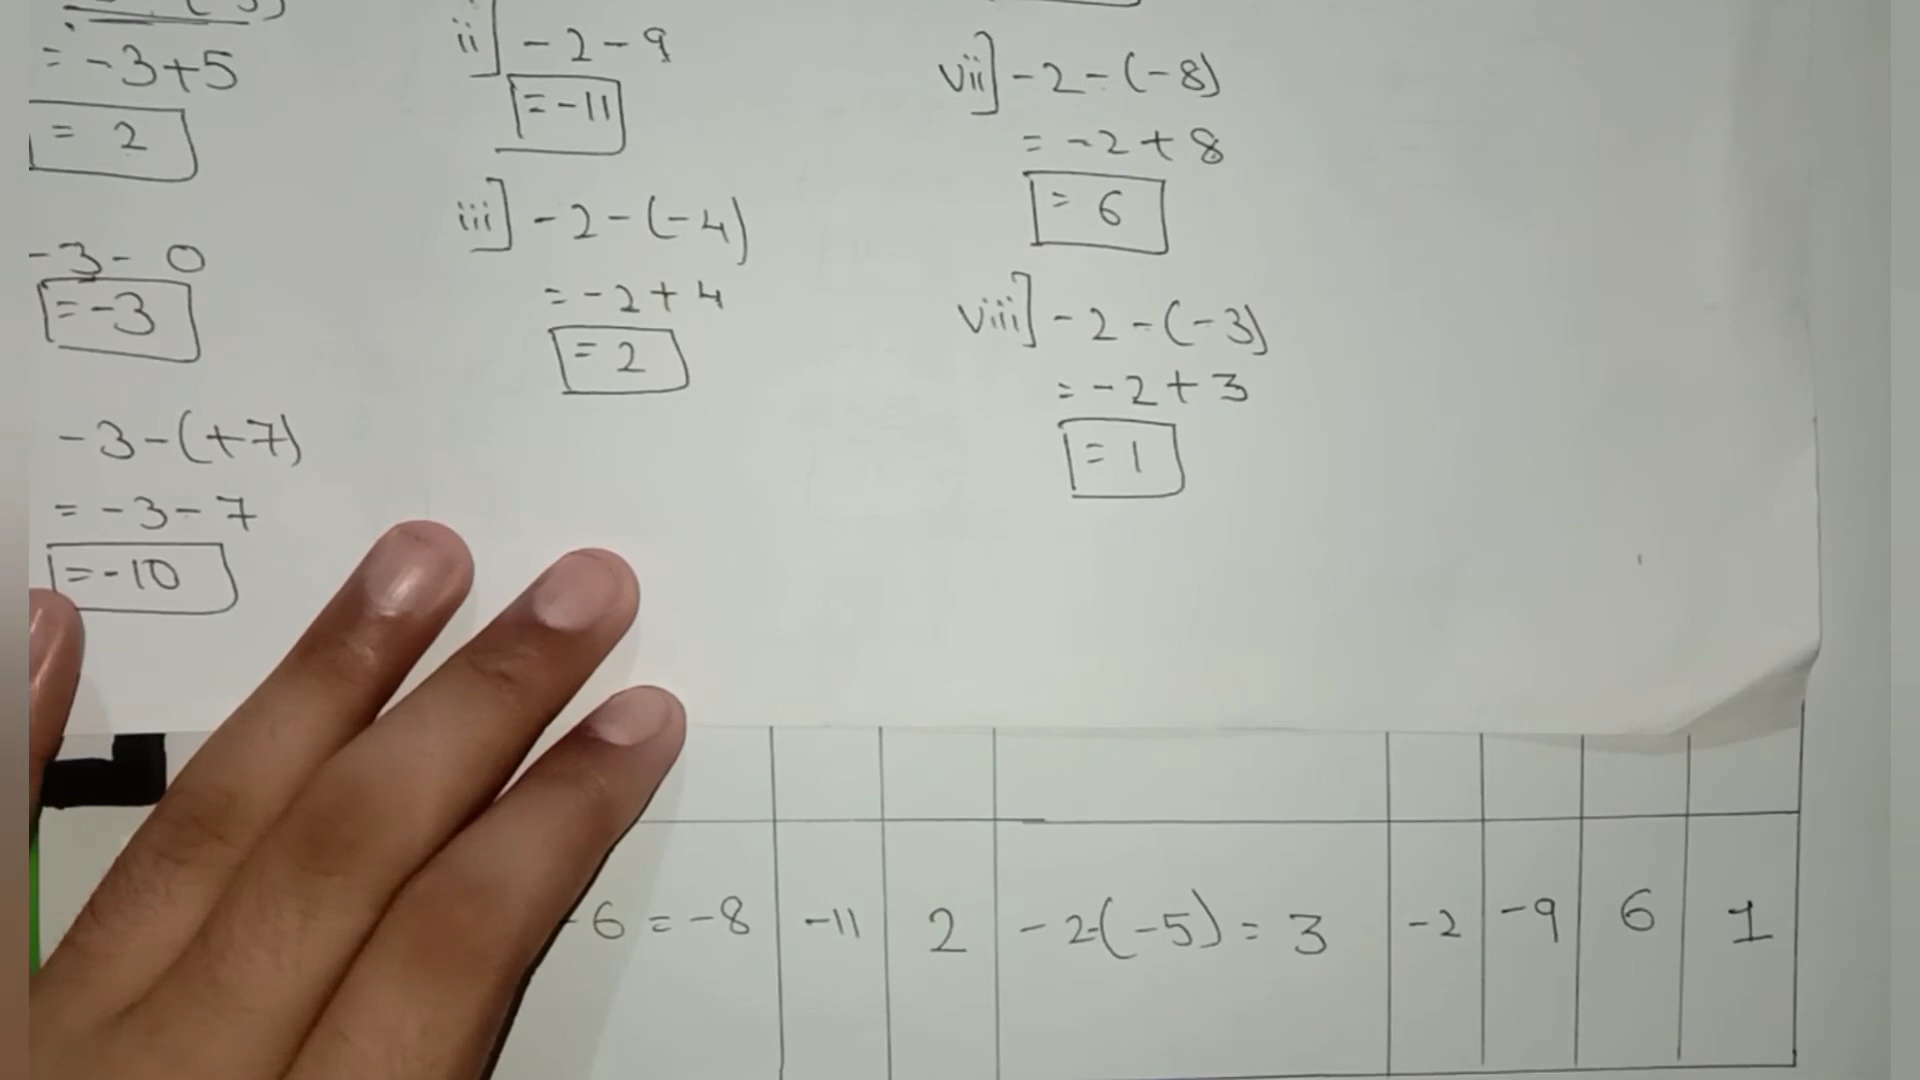 = -3+5
= 2
-3- 0
= -3
-3-(+7)
= -3-7
= -10
ii] -2-9
= -11
iii] -2-(-4)
= -2+4
= 2
vii] -2-(-8)
= -2+8
= 6
viii] -2-(-3)
= -2+3
= 1
-6 = -8 -11 2 -2-(-5) = 3 -2 -9 6 1